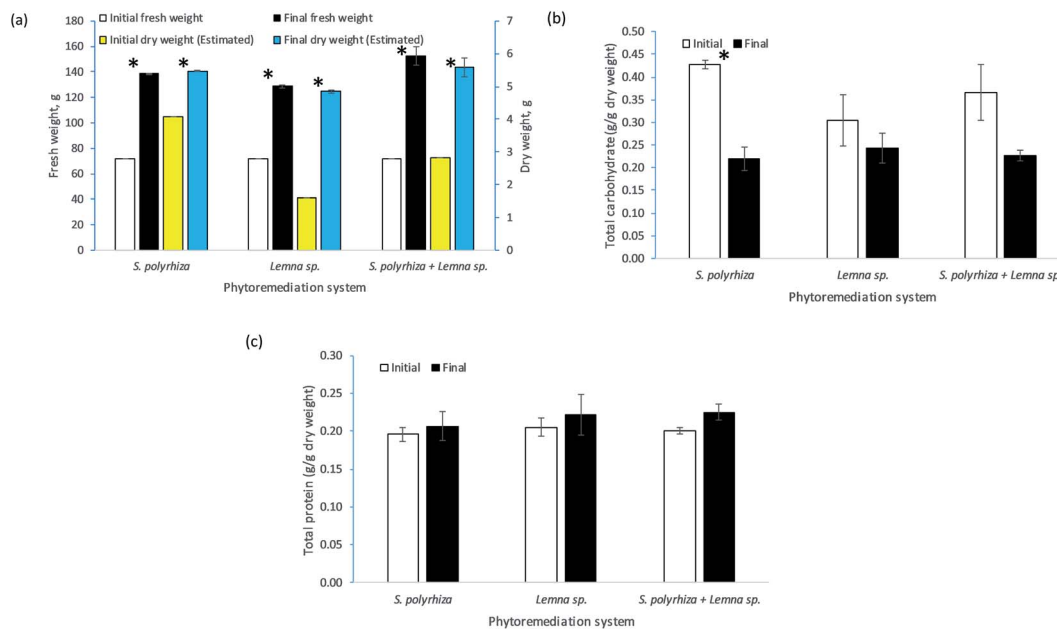 (a)
Initial fresh weight
Final fresh weight
Initial dry weight (Estimated)
Final dry weight (Estimated)
180
160
140
120
100
80
60
40
20
0
Fresh weight, g
7
6
5
4
3
2
1
0
Dry weight, g
* * * * * *
S. polyrhiza
Lemna sp.
S. polyrhiza + Lemna sp.
Phytoremediation system
(b)
Initial
Final
0.50
0.45
0.40
0.35
0.30
0.25
0.20
0.15
0.10
0.05
0.00
Total carbohydrate (g/g dry weight)
*
S. polyrhiza
Lemna sp.
S. polyrhiza + Lemna sp.
Phytoremediation system
(c)
Initial
Final
0.30
0.25
0.20
0.15
0.10
0.05
0.00
Total protein (g/g dry weight)
S. polyrhiza
Lemna sp.
S. polyrhiza + Lemna sp.
Phytoremediation system